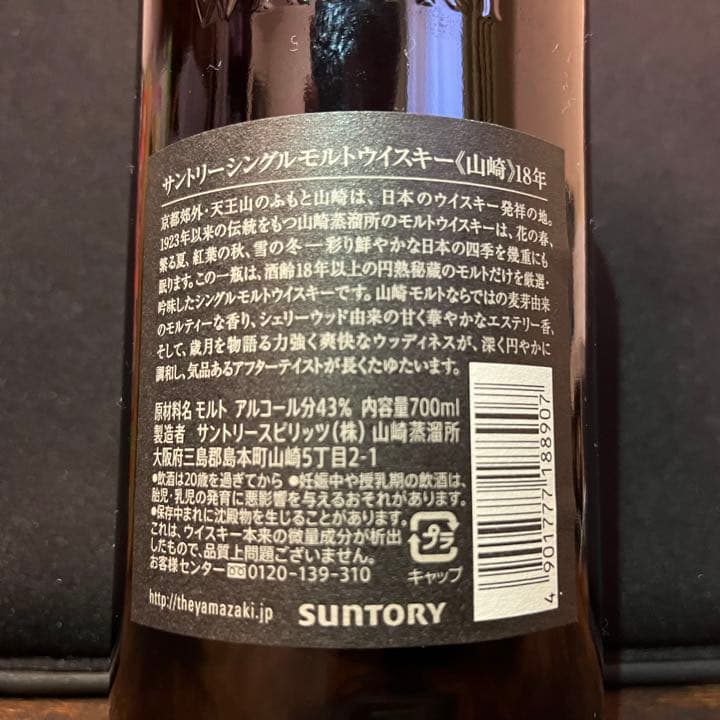 サントリーシングルモルトウイスキー《山崎》18年
京都郊外・天王山のふもと山崎は、日本のウイスキー発祥の地。
1923年以来の伝統をもつ山崎蒸溜所のモルトウイスキーは、花の春、
繁る夏、紅葉の秋、雪の冬―彩り鮮やかな日本の四季を幾重にも
眠ります。この一瓶は、酒齢18年以上の円熟秘蔵のモルトだけを厳選・
吟味したシングルモルトウイスキーです。山崎モルトならではの麦芽由来
のモルティーな香り、シェリーウッド由来の甘く華やかなエステリー香、
そして、歳月を物語る力強く爽快なウッディネスが、深く円やかに
調和し、気品あるアフターテイストが長くたゆたいます。
原材料名 モルト アルコール分43% 内容量700ml
製造者 サントリースピリッツ(株) 山崎蒸溜所
大阪府三島郡島本町山崎5丁目2-1
●飲酒は20歳を過ぎてから ●妊娠中や授乳期の飲酒は、
胎児・乳児の発育に悪影響を与えるおそれがあります。
●保存中まれに沈殿物を生じることがあります。
これは、ウイスキー本来の微量成分が析出
したもので、品質上問題ございません。
お客様センター 0120-139-310
プラ
キャップ
http://theyamazaki.jp
SUNTORY
4 901777 188907